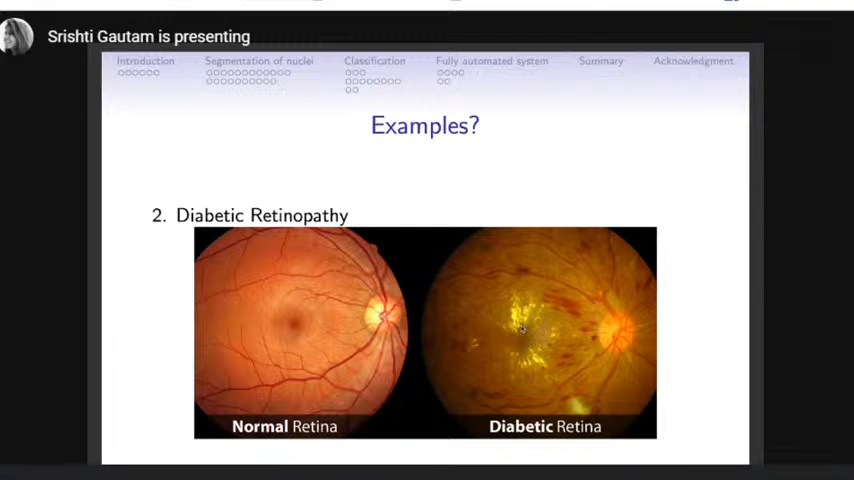 Srishti Gautam is presenting
Introduction Segmentation of nuclei Classification Fully automated system Summary Acknowledgment
Examples?
2. Diabetic Retinopathy
Normal Retina Diabetic Retina